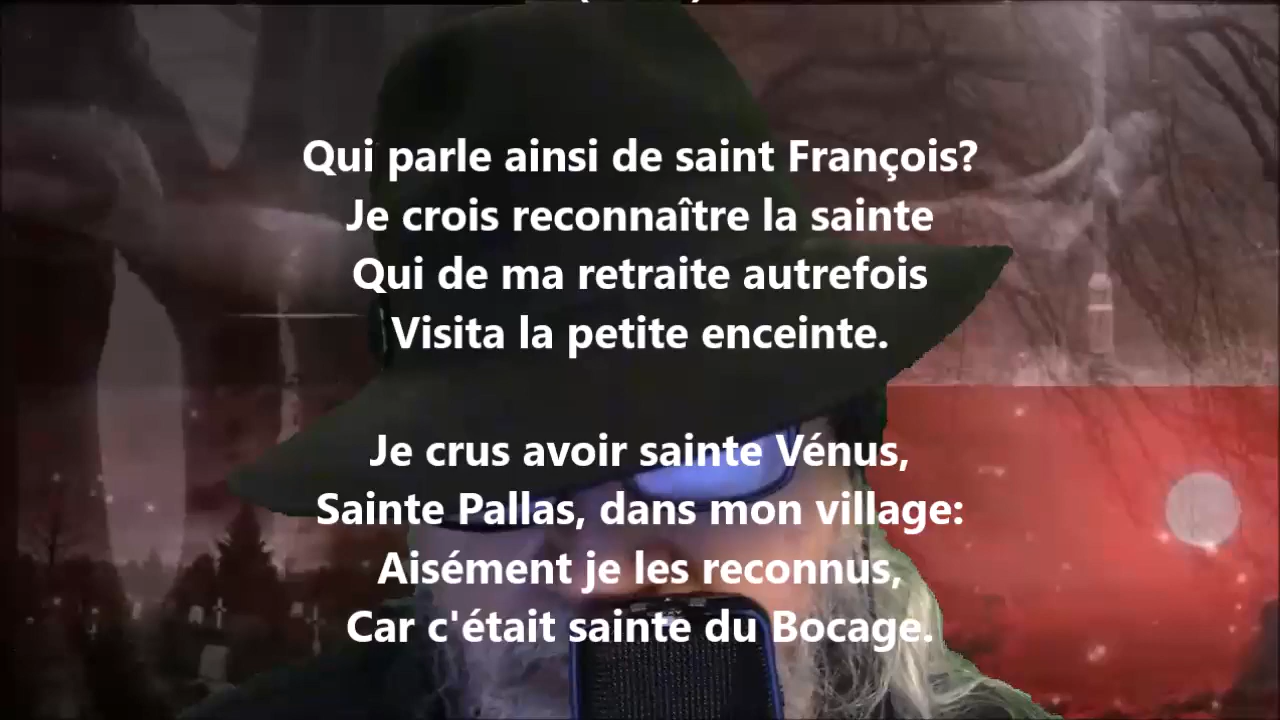 Qui parle ainsi de saint François?
Je crois reconnaître la sainte
Qui de ma retraite autrefois
Visita la petite enceinte.
Je crus avoir sainte Vénus,
Sainte Pallas, dans mon village:
Aisément je les reconnus,
Car c'était sainte du Bocage.